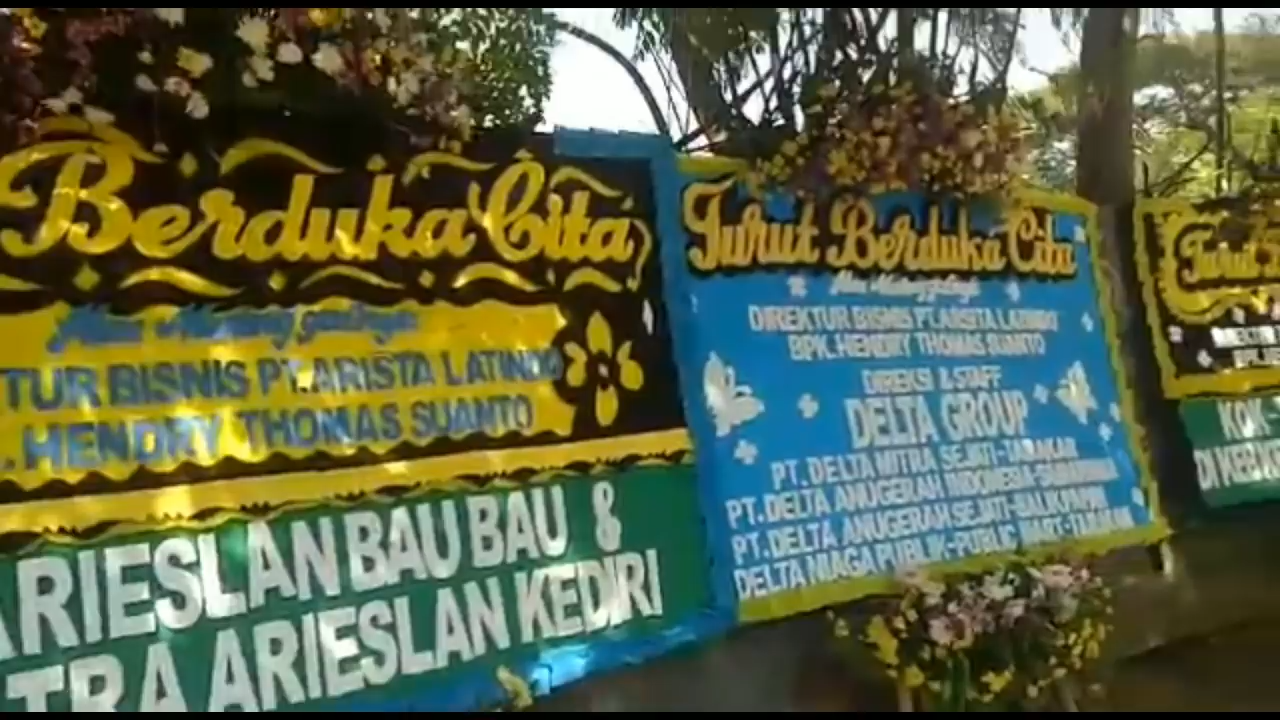 Berduka Cita
TUR BISNIS PT.ARISTA LATINDO
. HENDRY THOMAS SUANTO
ARIESLAN BAU BAU &
TRA ARIESLAN KEDIRI
Turut Berduka Cita
DIREKTUR BISNIS PT.ARISTA LATINDO
BPK.HENDRY THOMAS SUANTO
DIREKSI & STAFF
DELTA GROUP
PT. DELTA MITRA SEJATI-TARAKAN
PT. DELTA ANUGERAH INDONESIA-SAMARINDA
PT. DELTA ANUGERAH SEJATI-BALIKPAPAN
DELTA NIAGA PUBLIK-PUBLIC MART-TARAKAN
Turut
KOK-